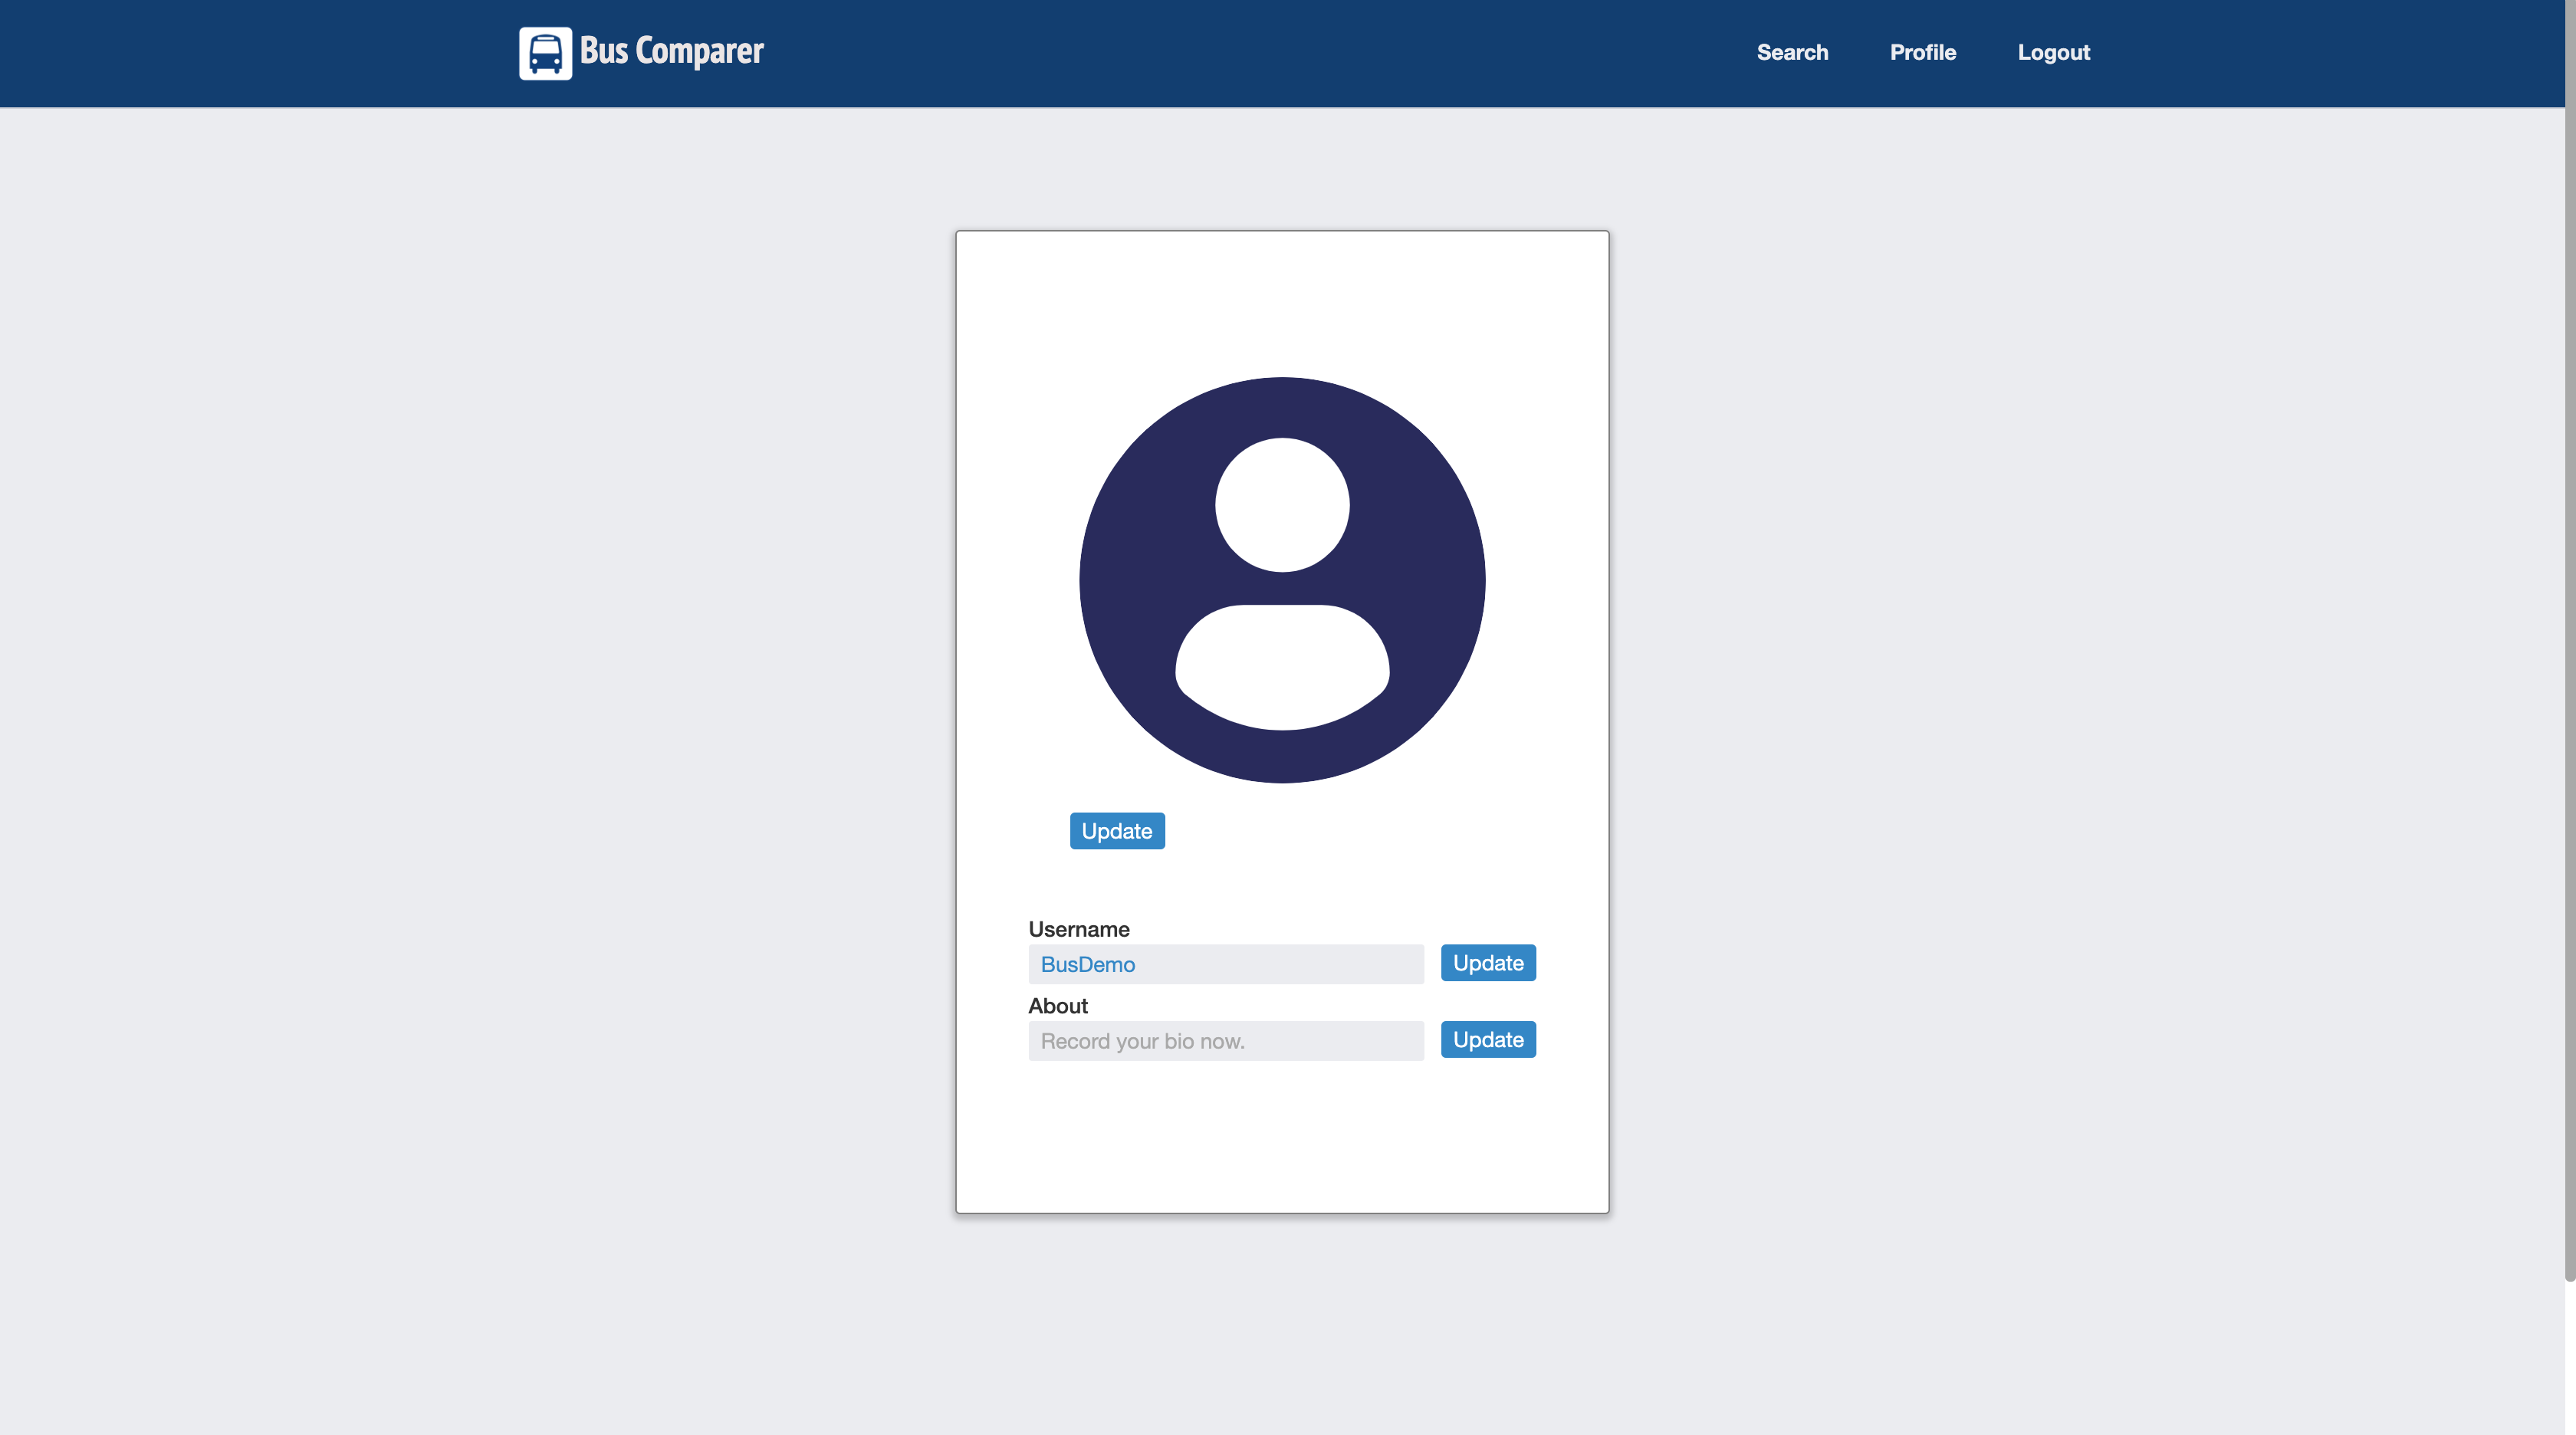 Bus Comparer
Search Profile Logout
Update
Username
BusDemo Update
About
Record your bio now. Update